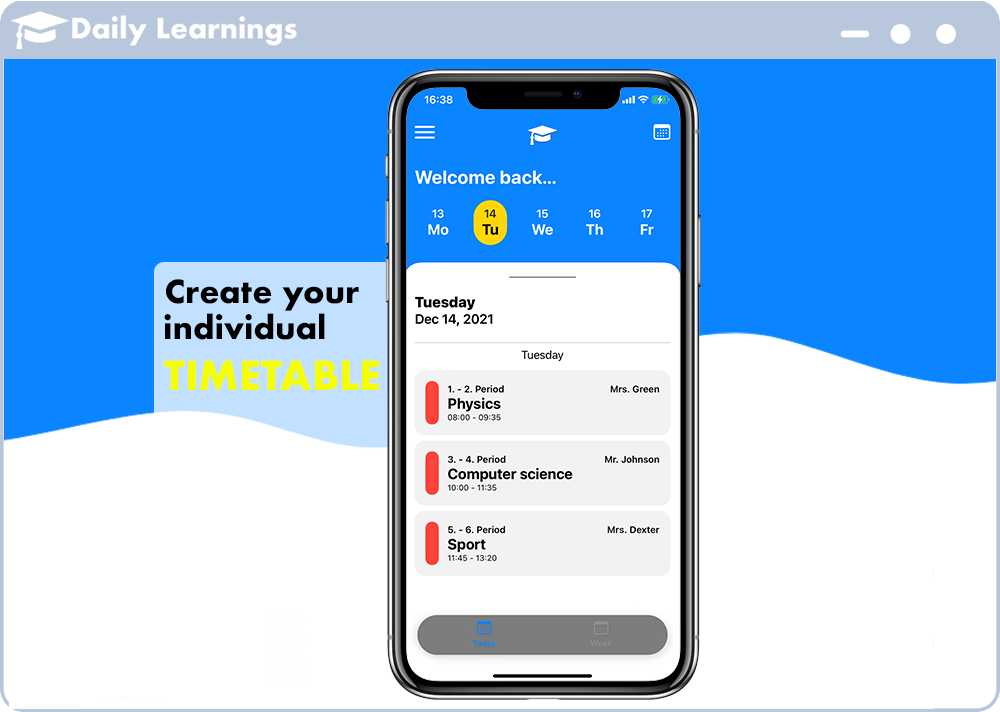 Daily Learnings
16:38
Welcome back...
13 14 15 16 17
Mo Tu We Th Fr
Create your
individual
TIMETABLE
Tuesday
Dec 14, 2021
Tuesday
1. - 2. Period Mrs. Green
Physics
08:00 - 09:35
3. - 4. Period Mr. Johnson
Computer science
10:00 - 11:35
5. - 6. Period Mrs. Dexter
Sport
11:45 - 13:20
Today Week